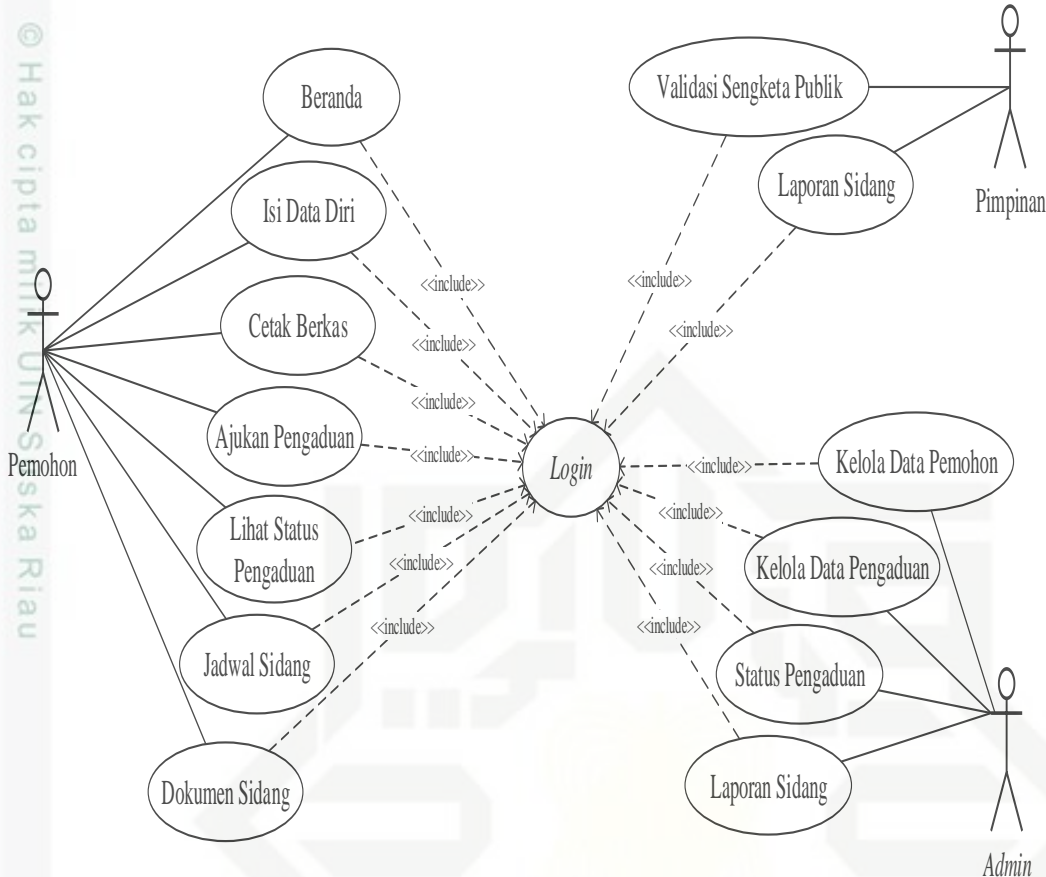 © Hak cipta milik UIN Suska Riau
Beranda
Isi Data Diri
Cetak Berkas
Ajukan Pengaduan
Lihat Status
Pengaduan
Jadwal Sidang
Dokumen Sidang
Pemohon
<<include>>
<<include>>
<<include>>
<<include>>
<<include>>
<<include>>
<<include>>
Login
Validasi Sengketa Publik
Laporan Sidang
Pimpinan
<<include>>
<<include>>
Kelola Data Pemohon
Kelola Data Pengaduan
Status Pengaduan
Laporan Sidang
<<include>>
<<include>>
<<include>>
<<include>>
Admin